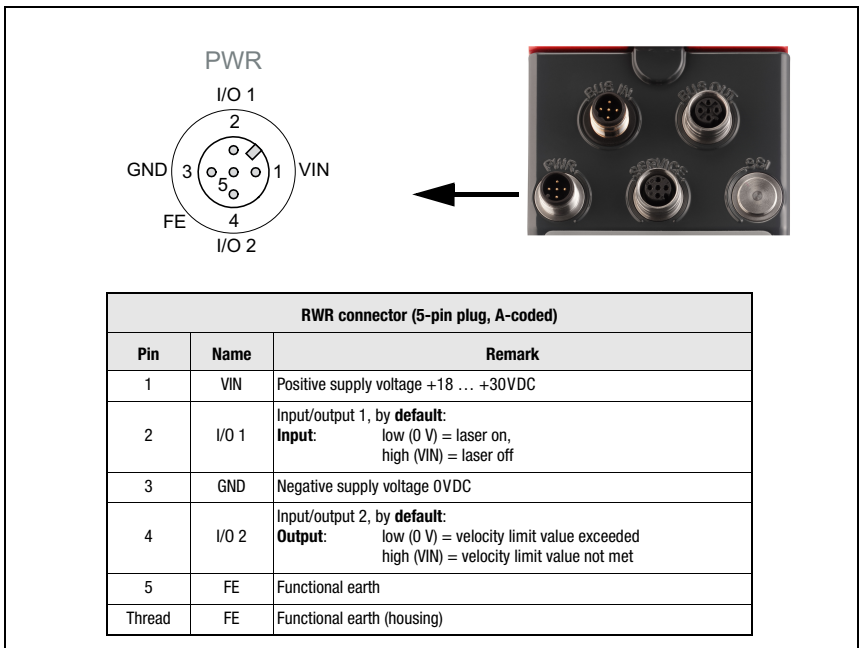 PWR
I/O 1
2
GND 3 5 1 VIN
FE 4
I/O 2
BUS IN
BUS OUT
PWR
SERVICE
SSI
RWR connector (5-pin plug, A-coded)
Pin Name Remark
1 VIN Positive supply voltage +18 … +30VDC
2 I/O 1 Input/output 1, by default:
Input: low (0 V) = laser on,
high (VIN) = laser off
3 GND Negative supply voltage 0VDC
4 I/O 2 Input/output 2, by default:
Output: low (0 V) = velocity limit value exceeded
high (VIN) = velocity limit value not met
5 FE Functional earth
Thread FE Functional earth (housing)